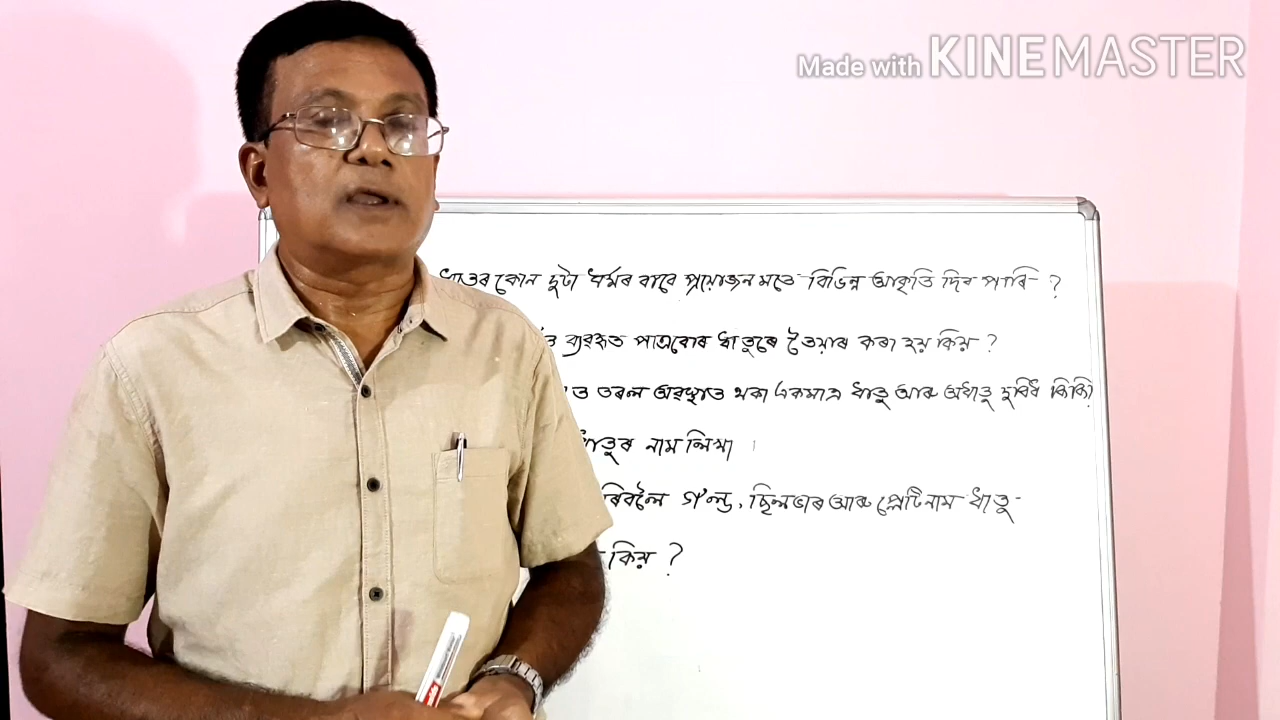 Made with KINEMASTER
ধাতুৰ কোন দুটা ধৰ্মৰ বাবে প্ৰয়োজন মতে বিভিন্ন আকৃতি দিব পাৰি ?
ব্যৱহৃত পাত্ৰবোৰ ধাতুৰে তৈয়াৰ কৰা হয় কিয় ?
ত তৰল অৱস্থাত থকা একমাত্ৰ ধাতু আৰু অধাতু দুবিধ কি কি?
ধাতুৰ নাম লিখা ।
ৰিবলৈ গ'ল্ড, ছিলভাৰ আৰু প্লেটিনাম ধাতু
কিয় ?